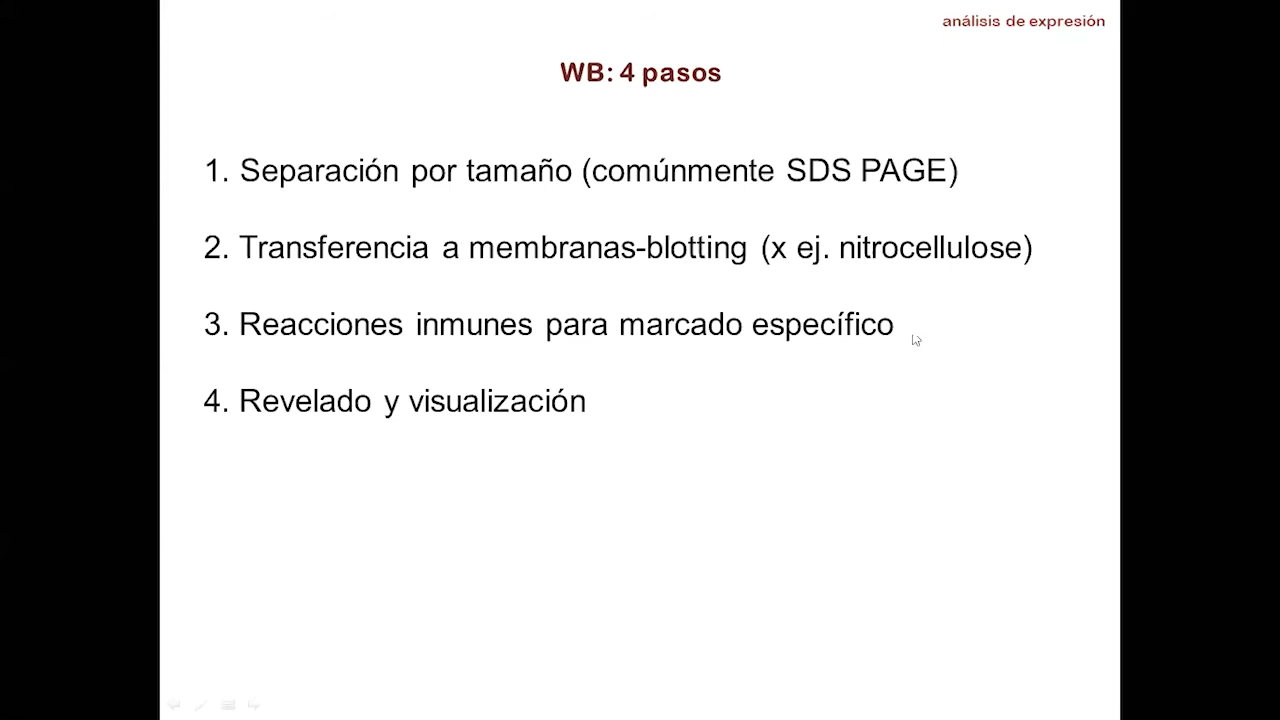 análisis de expresión
WB: 4 pasos
1. Separación por tamaño (comúnmente SDS PAGE)
2. Transferencia a membranas-blotting (x ej. nitrocellulose)
3. Reacciones inmunes para marcado específico
4. Revelado y visualización